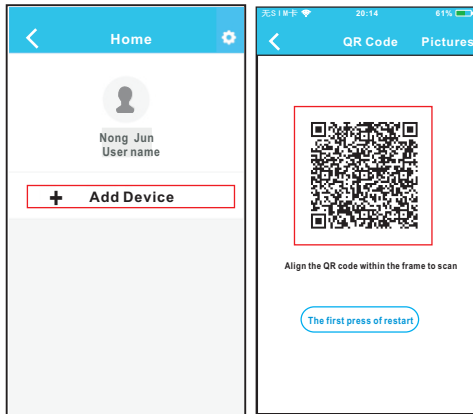 Home
Nong Jun
User name
+ Add Device
无SIM卡 20:14 61%
QR Code Pictures
Align the QR code within the frame to scan
The first press of restart